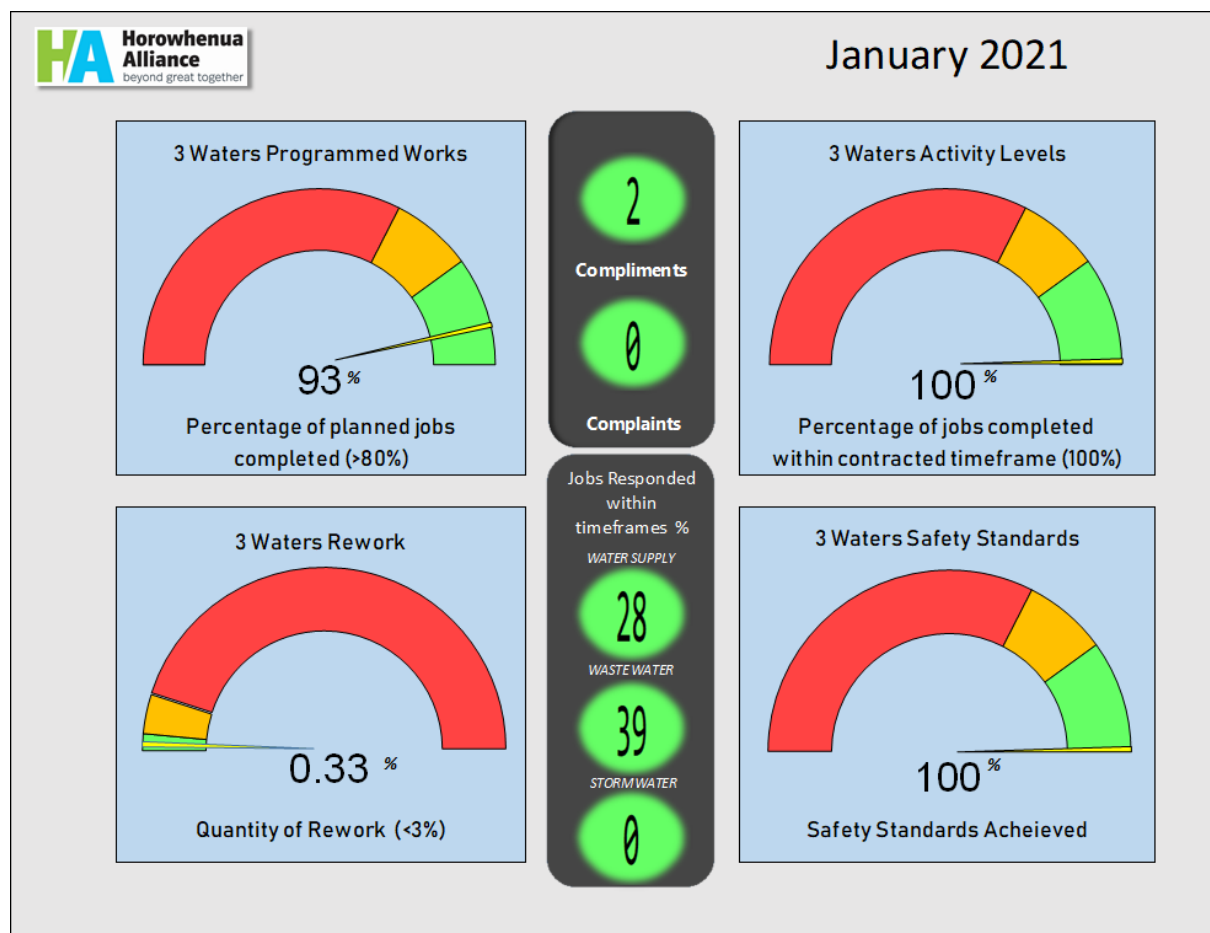 HA Horowhenua
Alliance
beyond great together
January 2021
3 Waters Programmed Works
93 %
Percentage of planned jobs
completed (>80%)
2
Compliments
0
Complaints
3 Waters Activity Levels
100 %
Percentage of jobs completed
within contracted timeframe (100%)
3 Waters Rework
0.33 %
Quantity of Rework (<3%)
Jobs Responded
within
timeframes %
WATER SUPPLY
28
WASTE WATER
39
STORM WATER
0
3 Waters Safety Standards
100 %
Safety Standards Acheieved